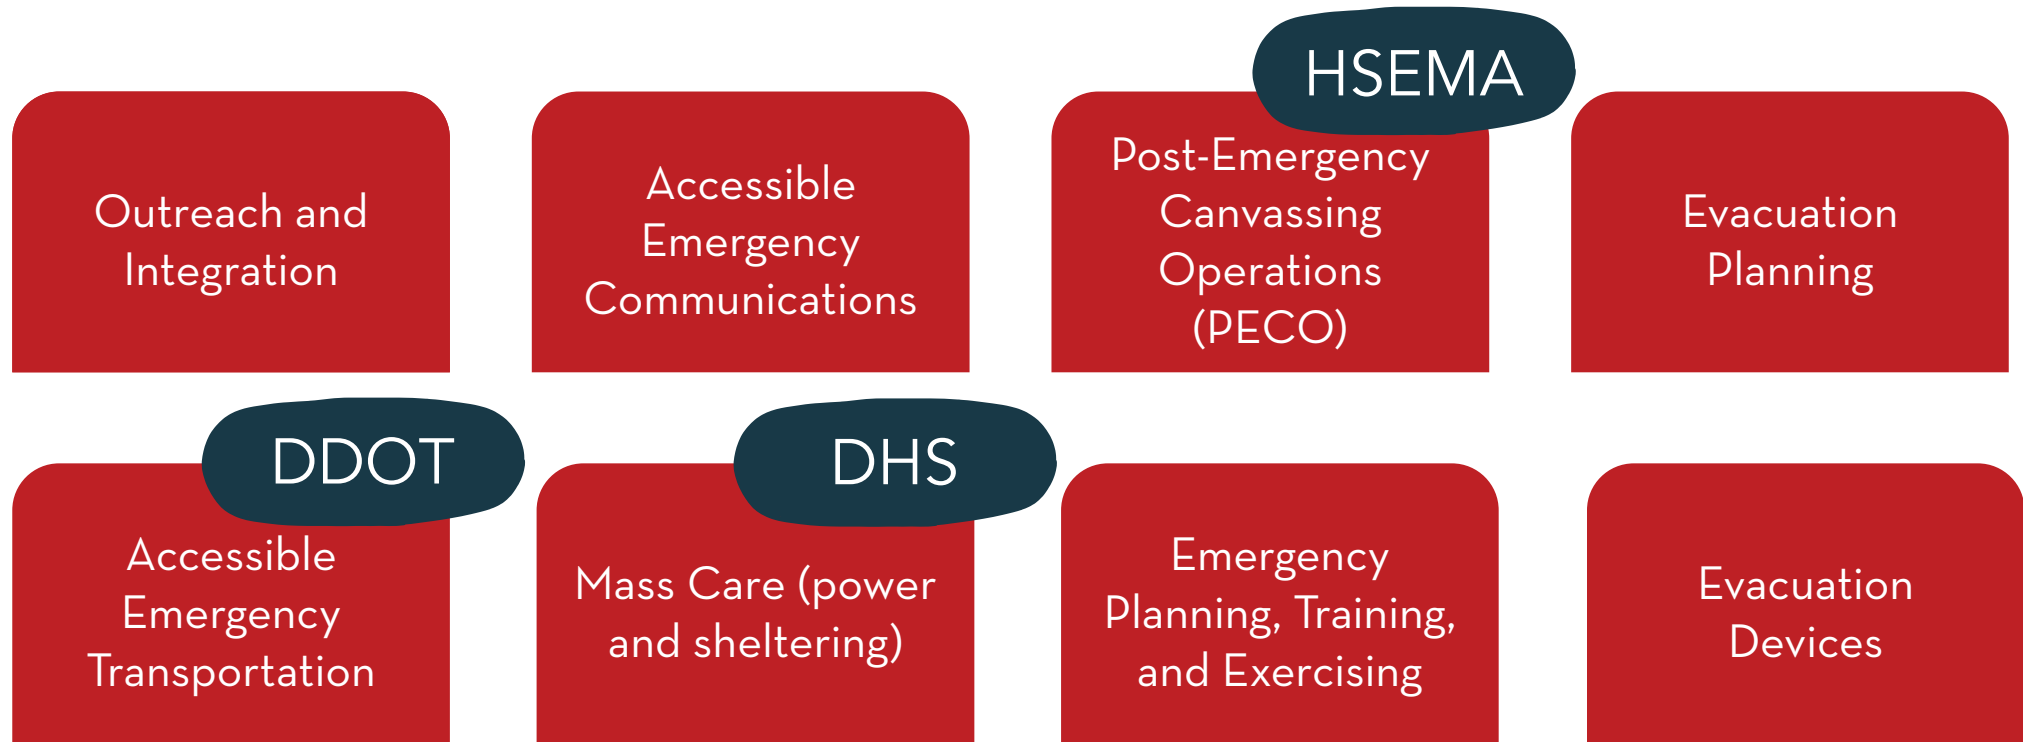 Outreach and
Integration
Accessible
Emergency
Communications
HSEMA
Post-Emergency
Canvassing
Operations
(PECO)
Evacuation
Planning
DDOT
Accessible
Emergency
Transportation
DHS
Mass Care (power
and sheltering)
Emergency
Planning, Training,
and Exercising
Evacuation
Devices